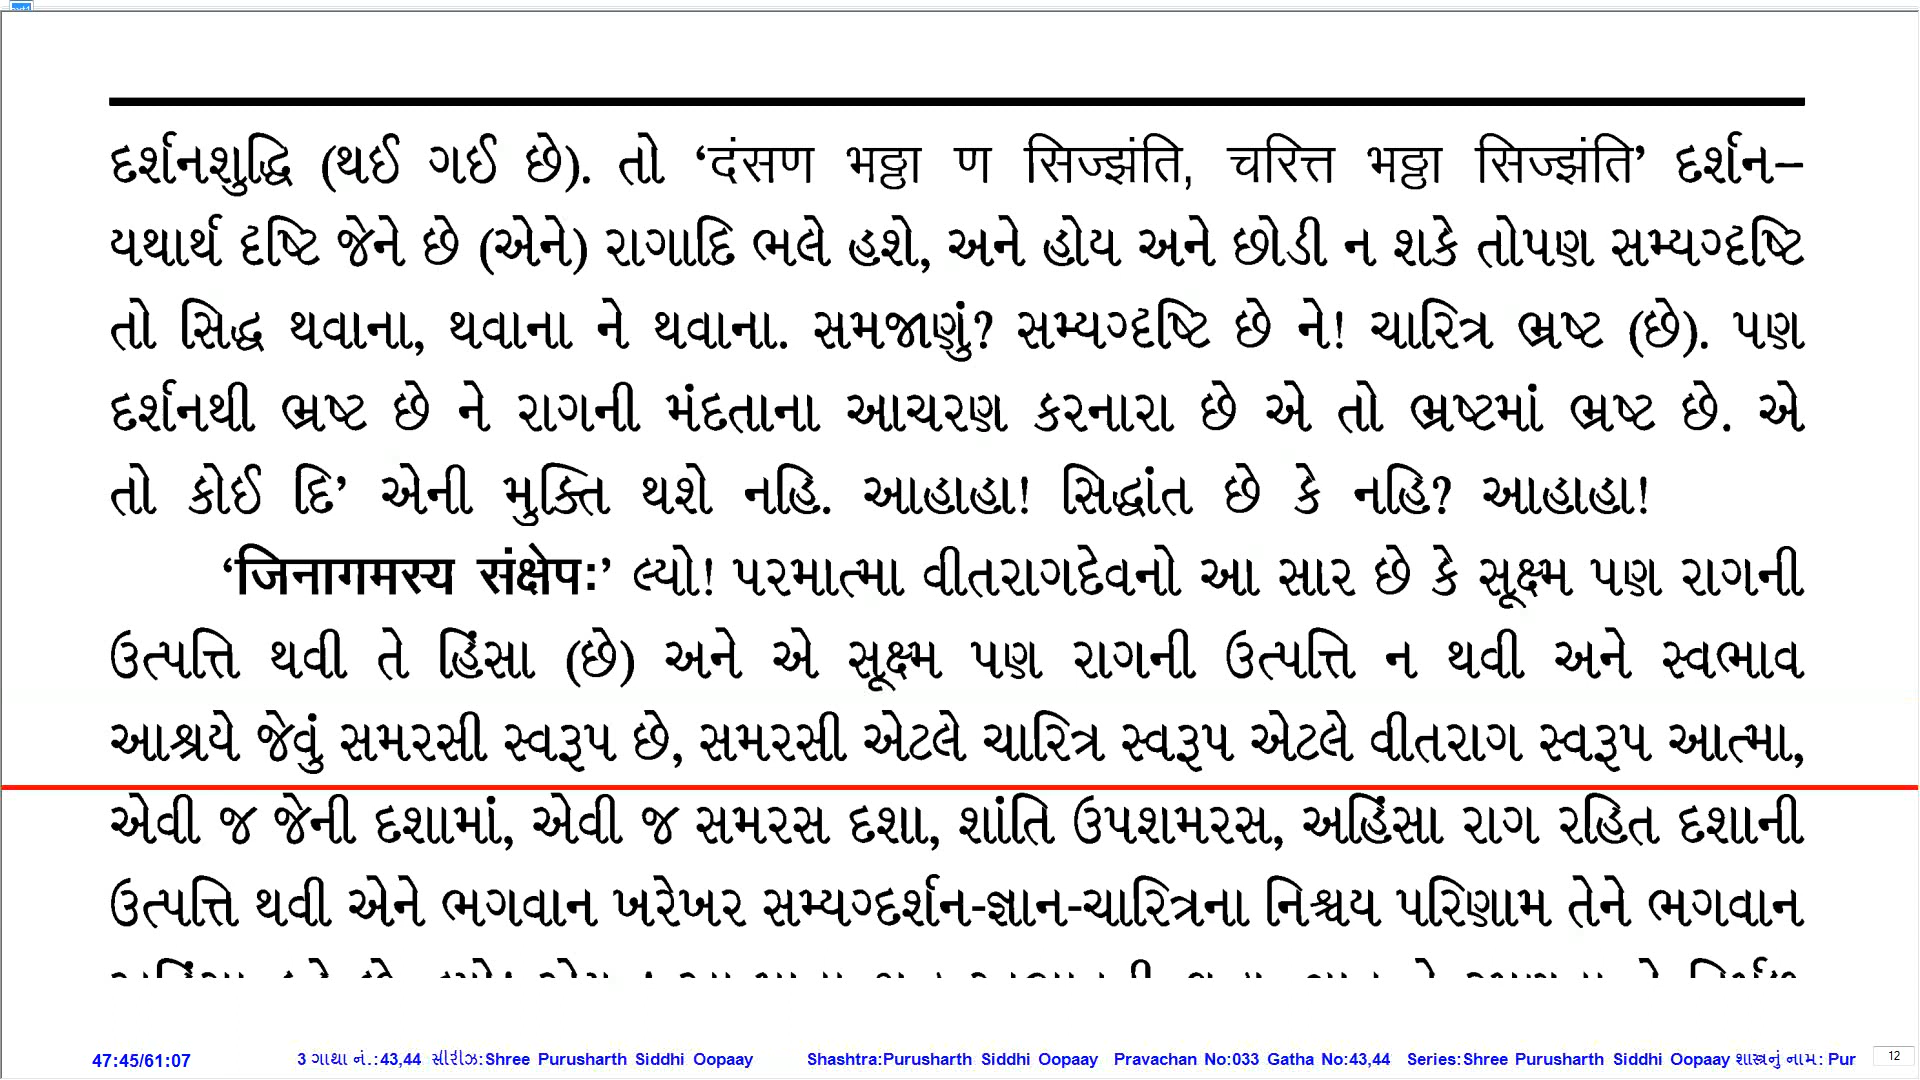 દર્શનશુદ્ધિ (થઈ ગઈ છે). તો ‘दंसण भठ्ठा ण सिज्झंति, चरित्त भठ्ठा सिज्झंति’ દર્શન–
યથાર્થ દૃષ્ટિ જેને છે (એને) રાગાદિ ભલે હશે, અને હોય અને છોડી ન શકે તોપણ સમ્યગ્દૃષ્ટિ
તો સિદ્ધ થવાના, થવાના ને થવાના. સમજાણું? સમ્યગ્દૃષ્ટિ છે ને! ચારિત્ર ભ્રષ્ટ (છે). પણ
દર્શનથી ભ્રષ્ટ છે ને રાગની મંદતાના આચરણ કરનારા છે એ તો ભ્રષ્ટમાં ભ્રષ્ટ છે. એ
તો કોઈ દિ’ એની મુક્તિ થશે નહિ. આહાહા! સિદ્ધાંત છે કે નહિ? આહાહા!
‘जिनागमस्य संक्षेपः’ લ્યો! પરમાત્મા વીતરાગદેવનો આ સાર છે કે સૂક્ષ્મ પણ રાગની
ઉત્પત્તિ થવી તે હિંસા (છે) અને એ સૂક્ષ્મ પણ રાગની ઉત્પત્તિ ન થવી અને સ્વભાવ
આશ્રયે જેવું સમરસી સ્વરૂપ છે, સમરસી એટલે ચારિત્ર સ્વરૂપ એટલે વીતરાગ સ્વરૂપ આત્મા,
એવી જ જેની દશામાં, એવી જ સમરસ દશા, શાંતિ ઉપશમરસ, અહિંસા રાગ રહિત દશાની
ઉત્પત્તિ થવી એને ભગવાન ખરેખર સમ્યગ્દર્શન-જ્ઞાન-ચારિત્રના નિશ્ચય પરિણામ તેને ભગવાન
47:45/61:07 3 ગાથા નં.:43,44 સીરીઝ:Shree Purusharth Siddhi Oopaay Shashtra:Purusharth Siddhi Oopaay Pravachan No:033 Gatha No:43,44 Series:Shree Purusharth Siddhi Oopaay શાસ્ત્રનું નામ: Pur 12